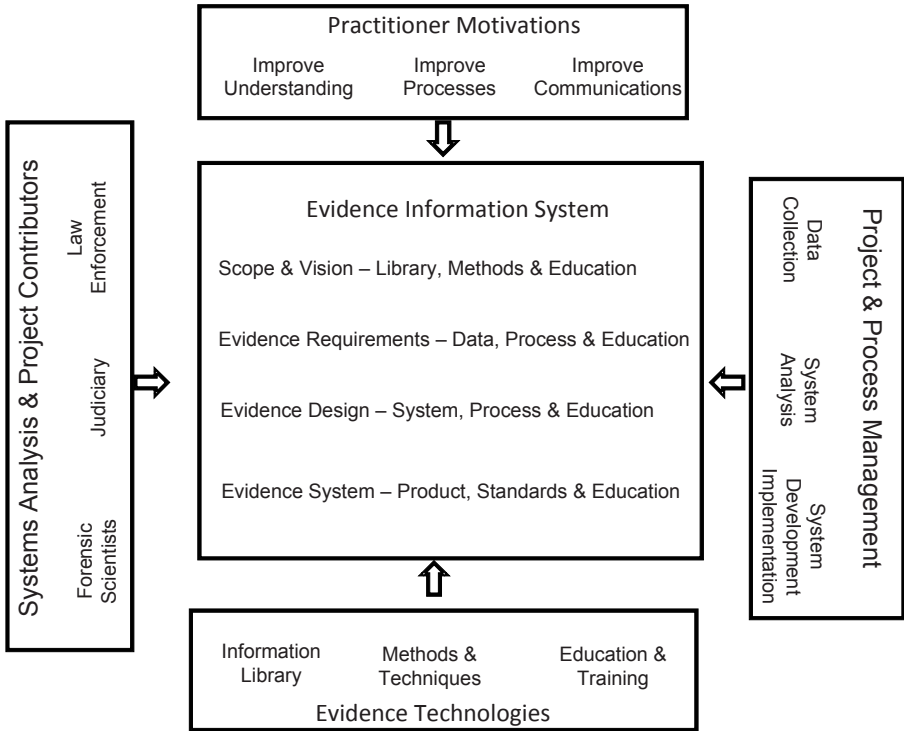 Practitioner Motivations
Improve
Understanding
Improve
Processes
Improve
Communications
Systems Analysis & Project Contributors
Law
Enforcement
Judiciary
Forensic
Scientists
Evidence Information System
Scope & Vision – Library, Methods & Education
Evidence Requirements – Data, Process & Education
Evidence Design – System, Process & Education
Evidence System – Product, Standards & Education
Project & Process Management
Data
Collection
System
Analysis
System
Development
Implementation
Information
Library
Methods &
Techniques
Education &
Training
Evidence Technologies